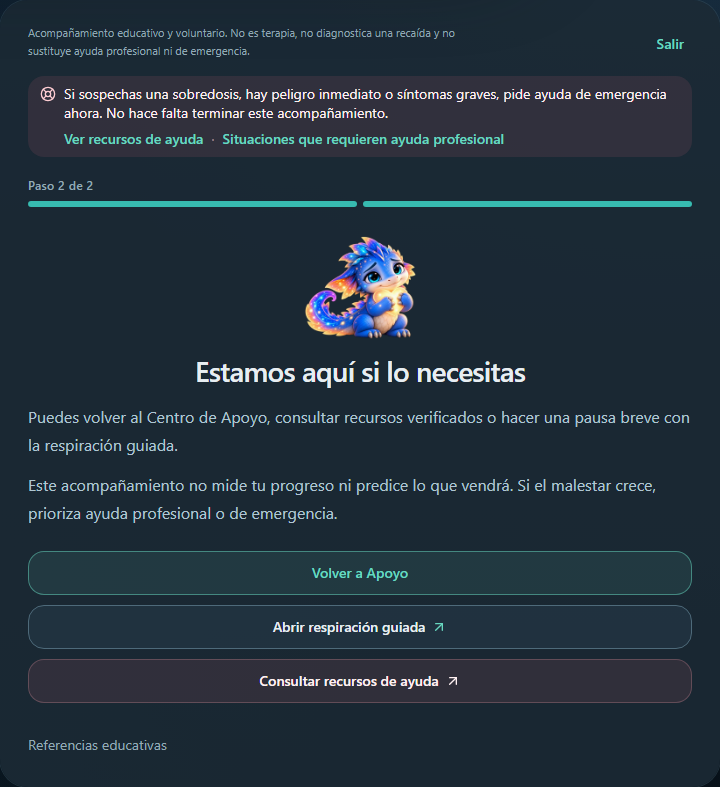 Acompañamiento educativo y voluntario. No es terapia, no diagnostica una recaída y no
sustituye ayuda profesional ni de emergencia.
Salir
Si sospechas una sobredosis, hay peligro inmediato o síntomas graves, pide ayuda de emergencia
ahora. No hace falta terminar este acompañamiento.
Ver recursos de ayuda · Situaciones que requieren ayuda profesional
Paso 2 de 2
Estamos aquí si lo necesitas
Puedes volver al Centro de Apoyo, consultar recursos verificados o hacer una pausa breve con
la respiración guiada.
Este acompañamiento no mide tu progreso ni predice lo que vendrá. Si el malestar crece,
prioriza ayuda profesional o de emergencia.
Volver a Apoyo
Abrir respiración guiada
Consultar recursos de ayuda
Referencias educativas